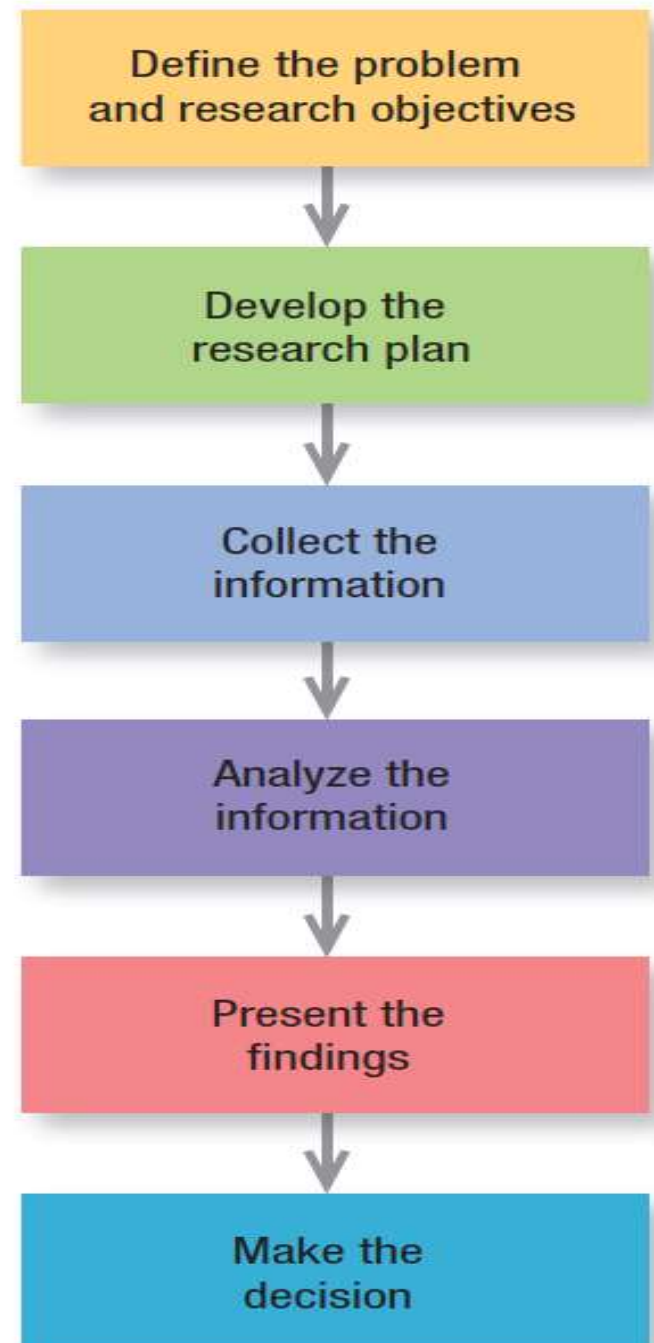 Define the problem
and research objectives
Develop the
research plan
Collect the
information
Analyze the
information
Present the
findings
Make the
decision